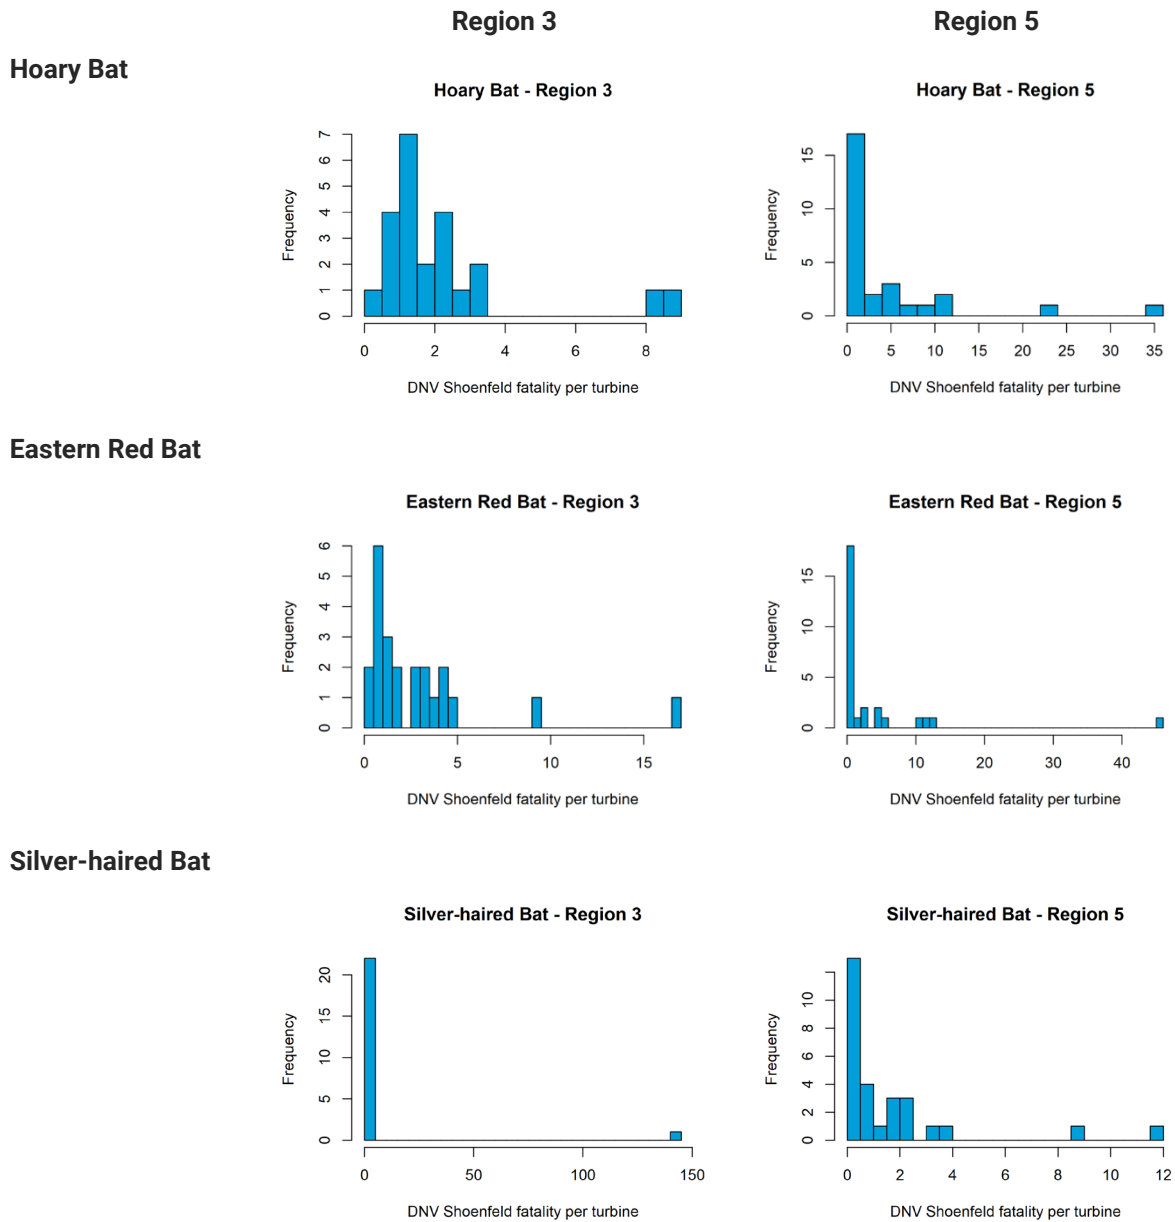 Region 3 Region 5
Hoary Bat
Hoary Bat - Region 3
Frequency
0 1 2 3 4 5 6 7
0 2 4 6 8
DNV Shoenfeld fatality per turbine
Hoary Bat - Region 5
Frequency
0 5 10 15
0 5 10 15 20 25 30 35
DNV Shoenfeld fatality per turbine
Eastern Red Bat
Eastern Red Bat - Region 3
Frequency
0 1 2 3 4 5 6
0 5 10 15
DNV Shoenfeld fatality per turbine
Eastern Red Bat - Region 5
Frequency
0 5 10 15
0 10 20 30 40
DNV Shoenfeld fatality per turbine
Silver-haired Bat
Silver-haired Bat - Region 3
Frequency
0 5 10 15 20
0 50 100 150
DNV Shoenfeld fatality per turbine
Silver-haired Bat - Region 5
Frequency
0 2 4 6 8 10
0 2 4 6 8 10 12
DNV Shoenfeld fatality per turbine